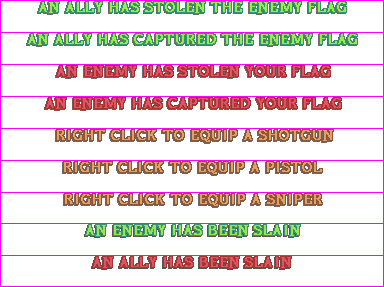 AN ALLY HAS STOLEN THE ENEMY FLAG
AN ALLY HAS CAPTURED THE ENEMY FLAG
AN ENEMY HAS STOLEN YOUR FLAG
AN ENEMY HAS CAPTURED YOUR FLAG
RIGHT CLICK TO EQUIP A SHOTGUN
RIGHT CLICK TO EQUIP A PISTOL
RIGHT CLICK TO EQUIP A SNIPER
AN ENEMY HAS BEEN SLAIN
AN ALLY HAS BEEN SLAIN